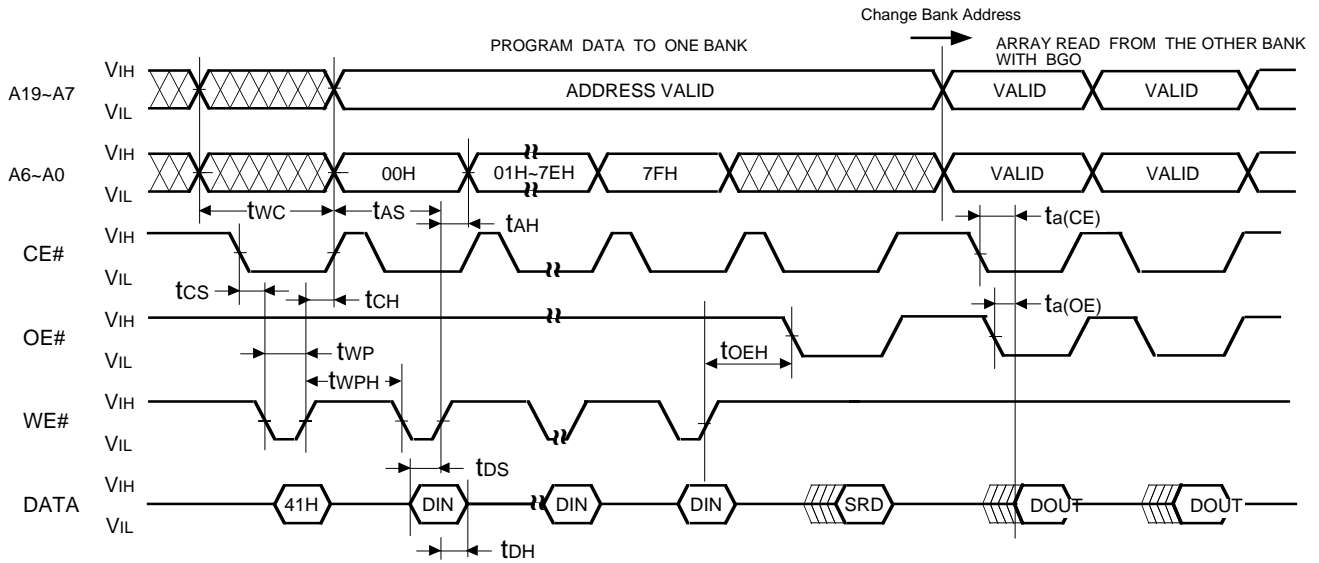 Change Bank Address
PROGRAM DATA TO ONE BANK
ARRAY READ FROM THE OTHER BANK
WITH BGO
A19~A7 VIH VIL ADDRESS VALID VALID VALID
A6~A0 VIH VIL 00H 01H~7EH 7FH VALID VALID
tWC tAS tAH ta(CE)
CE# VIH VIL
tCS tCH ta(OE)
OE# VIH VIL
tWP tOEH
tWPH
WE# VIH VIL
tDS
DATA VIH VIL 41H DIN DIN DIN SRD DOUT DOUT
tDH